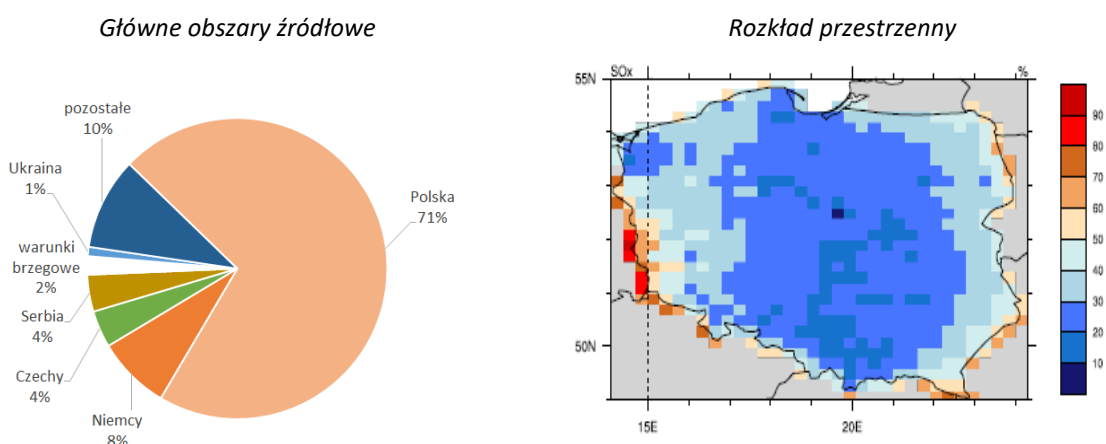 Główne obszary źródłowe
pozostałe
10%
Ukraina
1%
warunki
brzegowe
2%
Serbia
4%
Czechy
4%
Niemcy
8%
Polska
71%
Rozkład przestrzenny
SOx
%
55N
50N
15E
20E
90
80
70
60
50
40
30
20
10